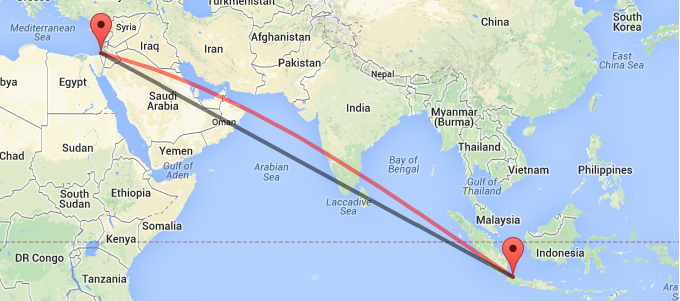 Turkmenistan
Mediterranean
Sea
Syria
Iraq
Iran
Afghanistan
Pakistan
China
South
Korea
East
China Sea
Nepal
bya
Egypt
Saudi
Arabia
Oman
India
Myanmar
(Burma)
Chad
Sudan
Yemen
Gulf of
Aden
Arabian
Sea
Bay of
Bengal
Thailand
Vietnam
Gulf of
Thailand
Philippines
South
Sudan
Ethiopia
Somalia
Laccadive
Sea
Malaysia
Kenya
DR Congo
Tanzania
Indonesia